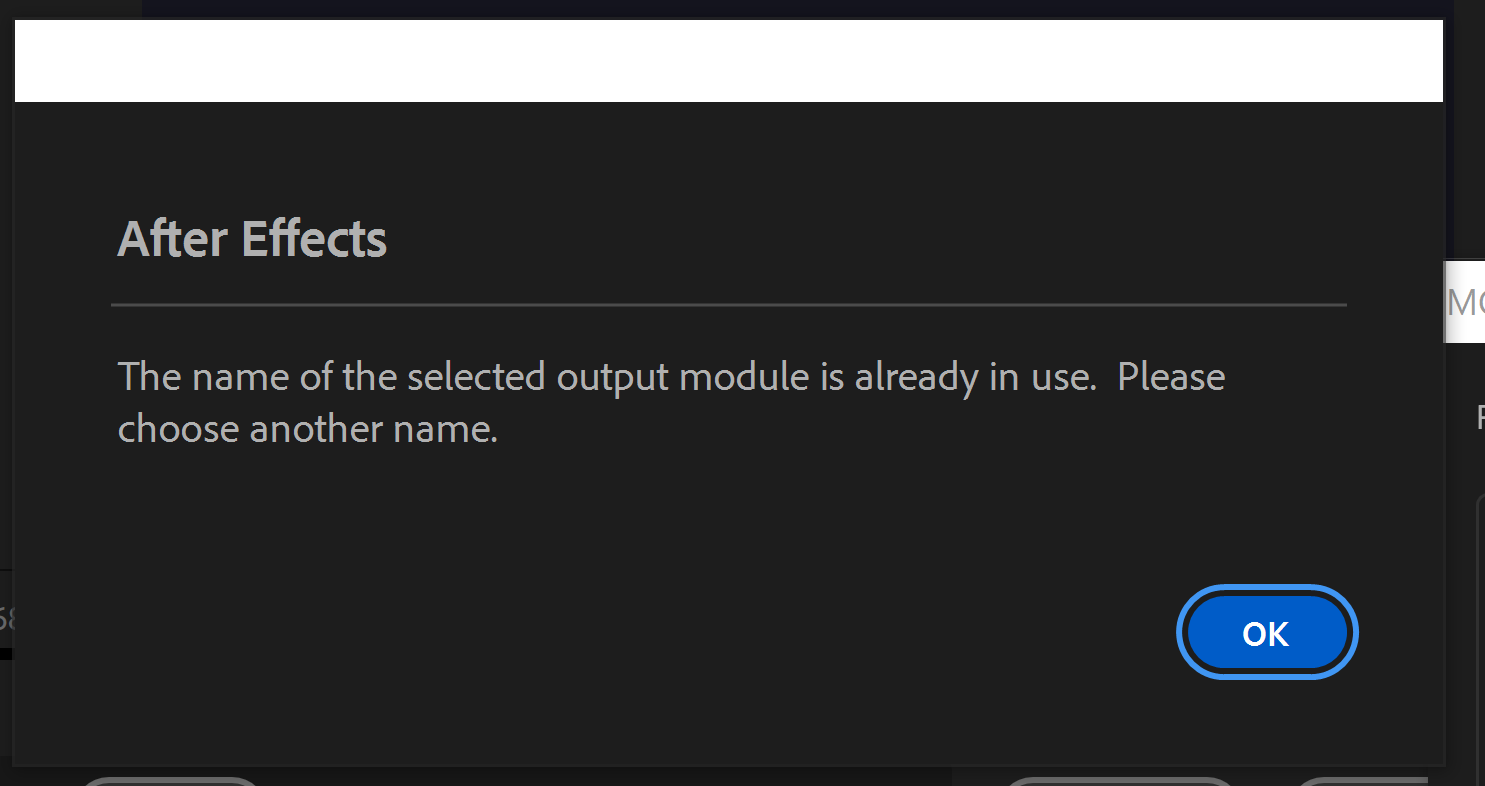 After Effects
The name of the selected output module is already in use.  Please
choose another name.
OK